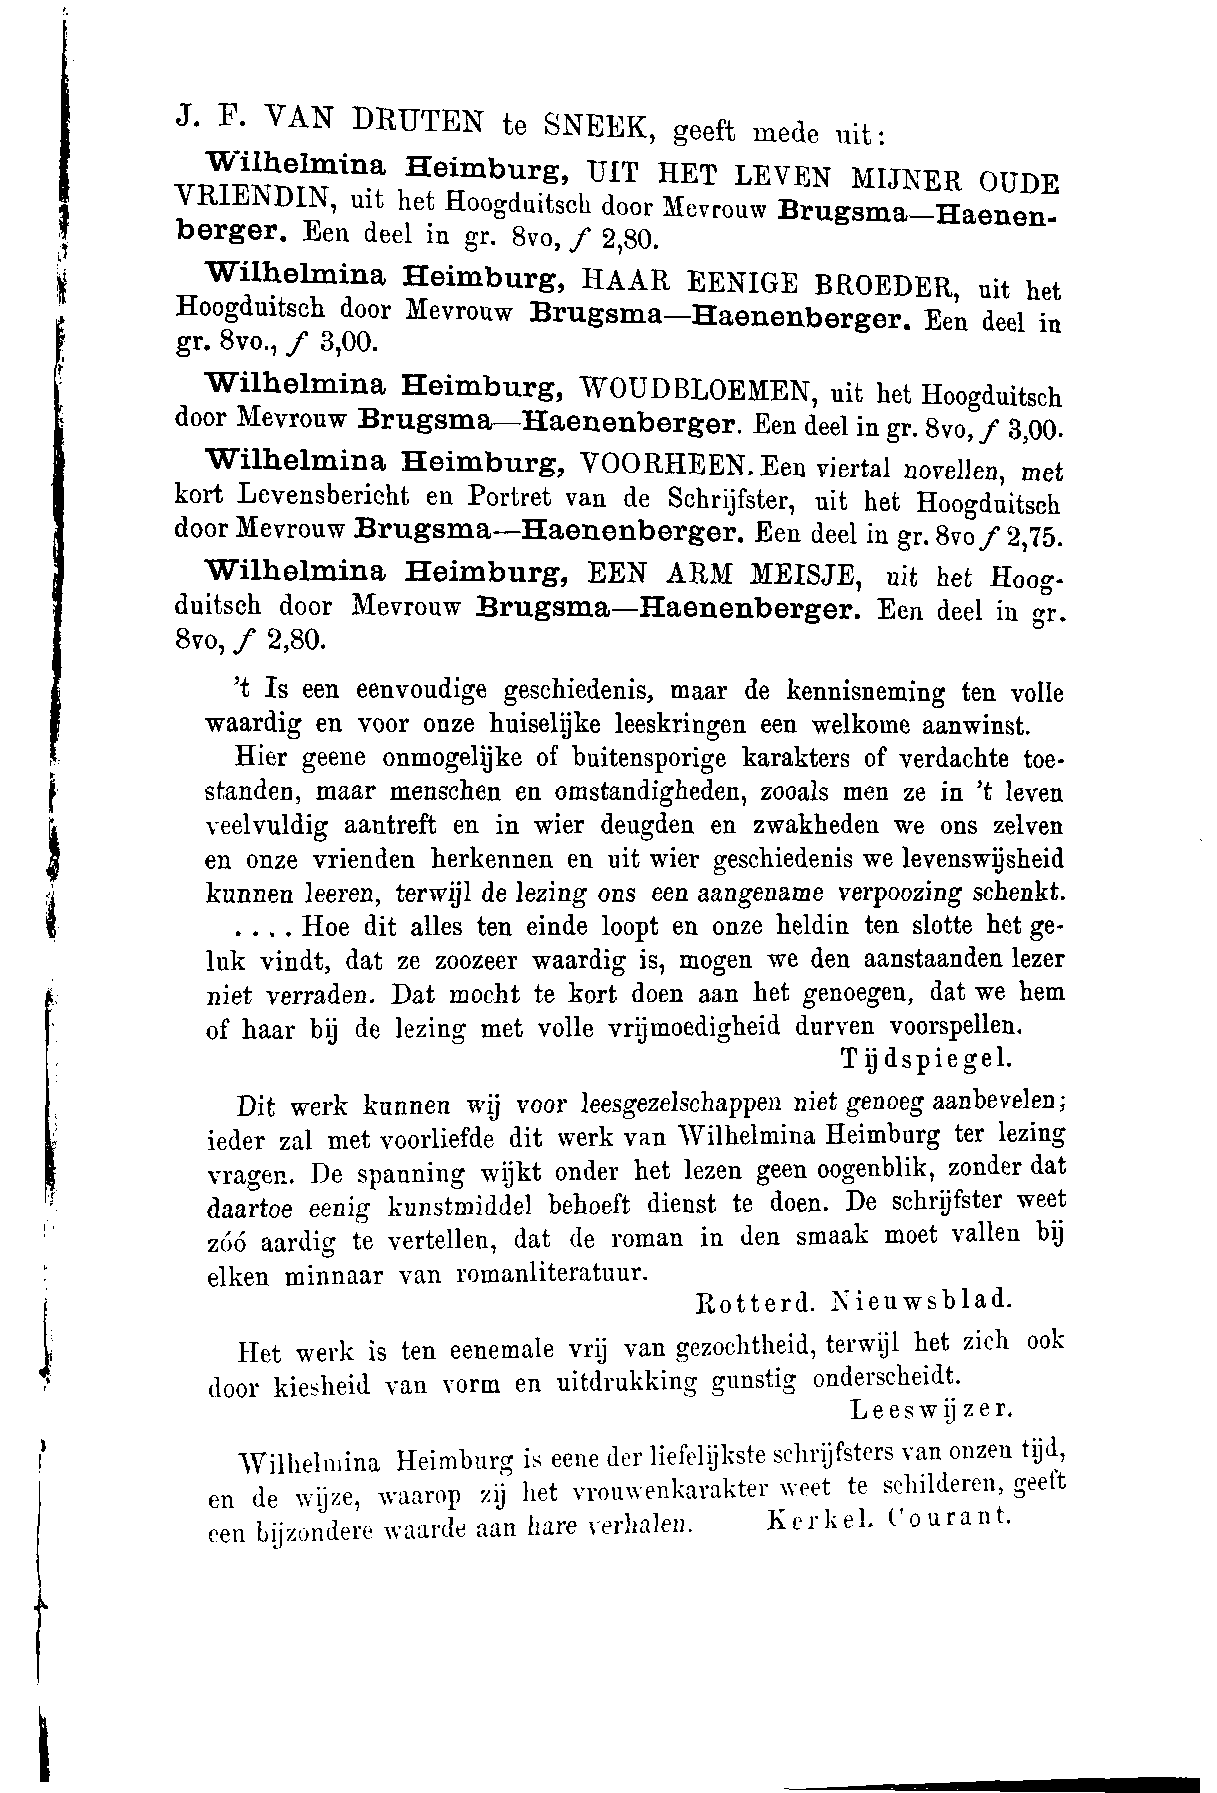 J. F. VAN DRUTEN te SNEEK, geeft mede uit:
Wilhelmina Heimburg, UIT HET LEVEN MIJNER OUDE
VRIENDIN, uit het Hoogduitsch door Mevrouw Brugsma—Haenen-
berger. Een deel in gr. 8vo, ƒ 2,80.
Wilhelmina Heimburg, HAAR EENIGE BROEDER, uit het
Hoogduitsch door Mevrouw Brugsma—Haenenberger. Een deel in
gr. 8vo., ƒ 3,00.
Wilhelmina Heimburg, WOUDBLOEMEN, uit het Hoogduitsch
door Mevrouw Brugsma—Haenenberger. Een deel in gr. 8vo, ƒ 3,00.
Wilhelmina Heimburg, VOORHEEN. Een viertal novellen, met
kort Levensbericht en Portret van de Schrijfster, uit het Hoogduitsch
door Mevrouw Brugsma—Haenenberger. Een deel in gr. 8vo ƒ 2,75.
Wilhelmina Heimburg, EEN ARM MEISJE, uit het Hoog-
duitsch door Mevrouw Brugsma—Haenenberger. Een deel in gr.
8vo, ƒ 2,80.
't Is een eenvoudige geschiedenis, maar de kennisneming ten volle
waardig en voor onze huiselijke leeskringen een welkome aanwinst.
Hier geene onmogelijke of buitensporige karakters of verdachte toe-
standen, maar menschen en omstandigheden, zooals men ze in 't leven
veelvuldig aantreft en in wier deugden en zwakheden we ons zelven
en onze vrienden herkennen en uit wier geschiedenis we levenswijsheid
kunnen leeren, terwijl de lezing ons een aangename verpoozing schenkt.
. . . . Hoe dit alles ten einde loopt en onze heldin ten slotte het ge-
luk vindt, dat ze zoozeer waardig is, mogen we den aanstaanden lezer
niet verraden. Dat mocht te kort doen aan het genoegen, dat we hem
of haar bij de lezing met volle vrijmoedigheid durven voorspellen.
Tijdspiegel.
Dit werk kunnen wij voor leesgezelschappen niet genoeg aanbevelen;
ieder zal met voorliefde dit werk van Wilhelmina Heimburg ter lezing
vragen. De spanning wijkt onder het lezen geen oogenblik, zonder dat
daartoe eenig kunstmiddel behoeft dienst te doen. De schrijfster weet
zóó aardig te vertellen, dat de roman in den smaak moet vallen bij
elken minnaar van romanliteratuur.
Rotterd. Nieuwsblad.
Het werk is ten eenemale vrij van gezochtheid, terwijl het zich ook
door kiesheid van vorm en uitdrukking gunstig onderscheidt.
Leeswijzer.
Wilhelmina Heimburg is eene der liefelijkste schrijfsters van onzen tijd,
en de wijze, waarop zij het vrouwenkarakter weet te schilderen, geeft
een bijzondere waarde aan hare verhalen. Kerkel. Courant.